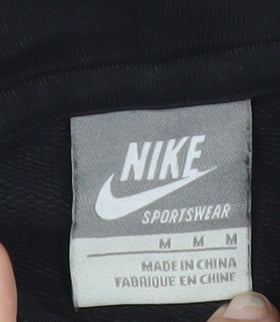 NIKE
SPORTSWEAR
M M M
MADE IN CHINA
FABRIQUE EN CHINE